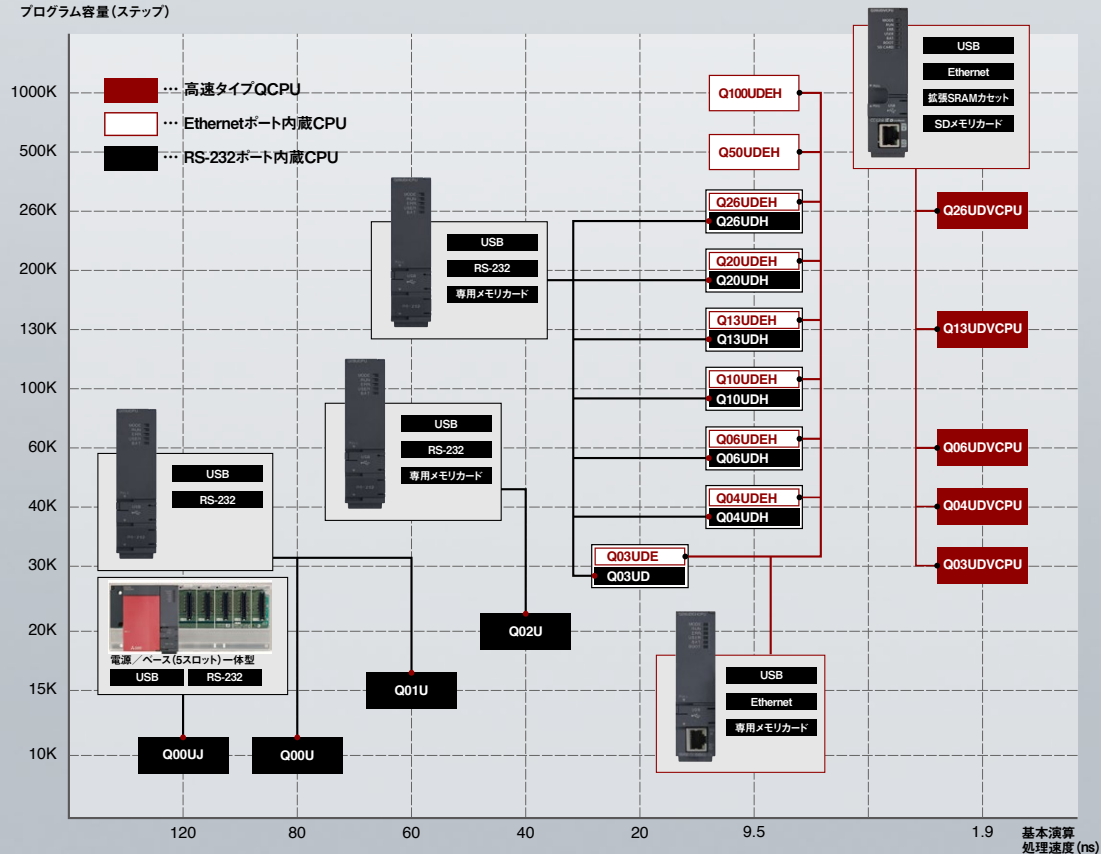 プログラム容量(ステップ)
… 高速タイプQCPU
… Ethernetポート内蔵CPU
… RS-232ポート内蔵CPU
1000K
500K
260K
200K
130K
100K
60K
40K
30K
20K
15K
10K
USB
Ethernet
拡張SRAMカセット
SDメモリカード
Q100UDEH
Q50UDEH
Q26UDEH
Q26UDH
Q20UDEH
Q20UDH
Q13UDEH
Q13UDH
Q10UDEH
Q10UDH
Q06UDEH
Q06UDH
Q04UDEH
Q04UDH
Q03UDE
Q03UD
Q26UDVCPU
Q13UDVCPU
Q06UDVCPU
Q04UDVCPU
Q03UDVCPU
USB
RS-232
専用メモリカード
USB
RS-232
専用メモリカード
USB
RS-232
電源/ベース(5スロット)一体型
USB RS-232
Q02U
Q01U
Q00UJ
Q00U
USB
Ethernet
専用メモリカード
120 80 60 40 20 9.5 1.9
基本演算
処理速度(ns)